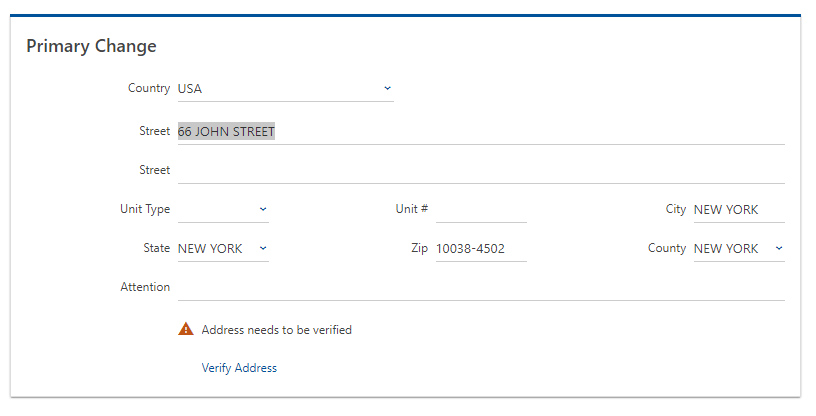 Primary Change
Country USA
Street 66 JOHN STREET
Street
Unit Type Unit # City NEW YORK
State NEW YORK Zip 10038-4502 County NEW YORK
Attention
Address needs to be verified
Verify Address